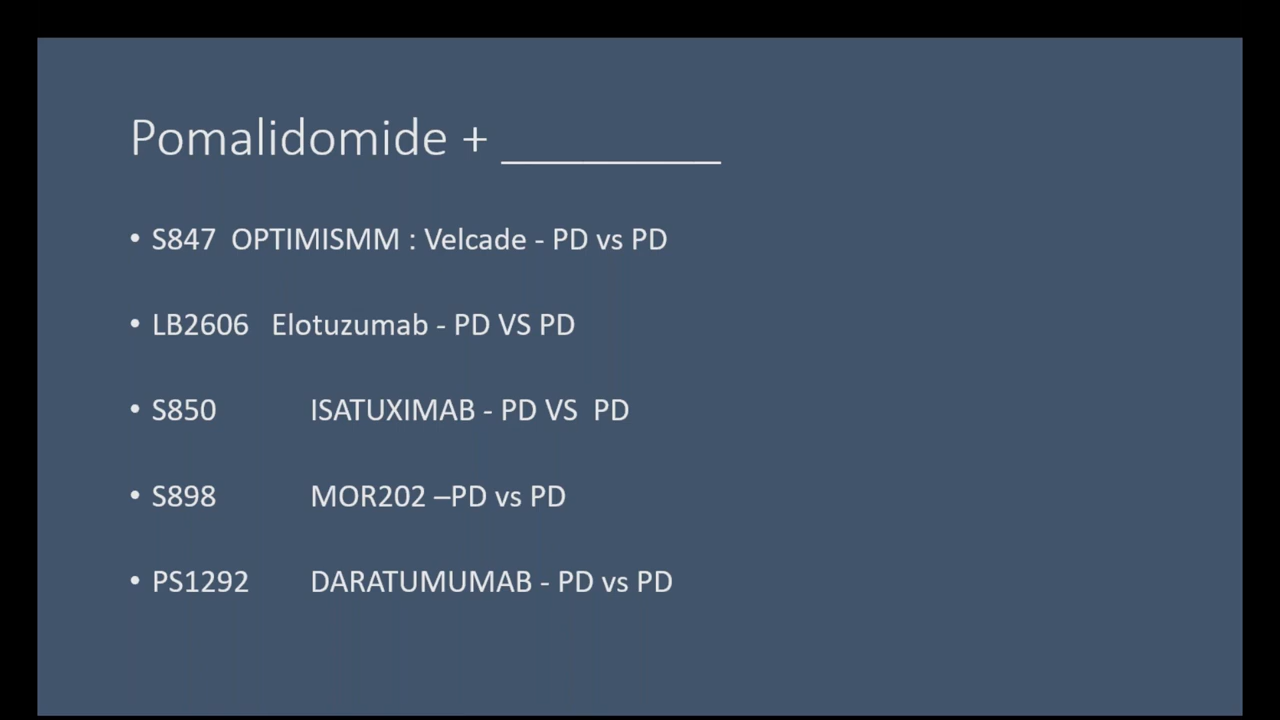 Pomalidomide + __________
• S847 OPTIMISMM : Velcade - PD vs PD
• LB2606 Elotuzumab - PD VS PD
• S850 ISATUXIMAB - PD VS PD
• S898 MOR202 –PD vs PD
• PS1292 DARATUMUMAB - PD vs PD